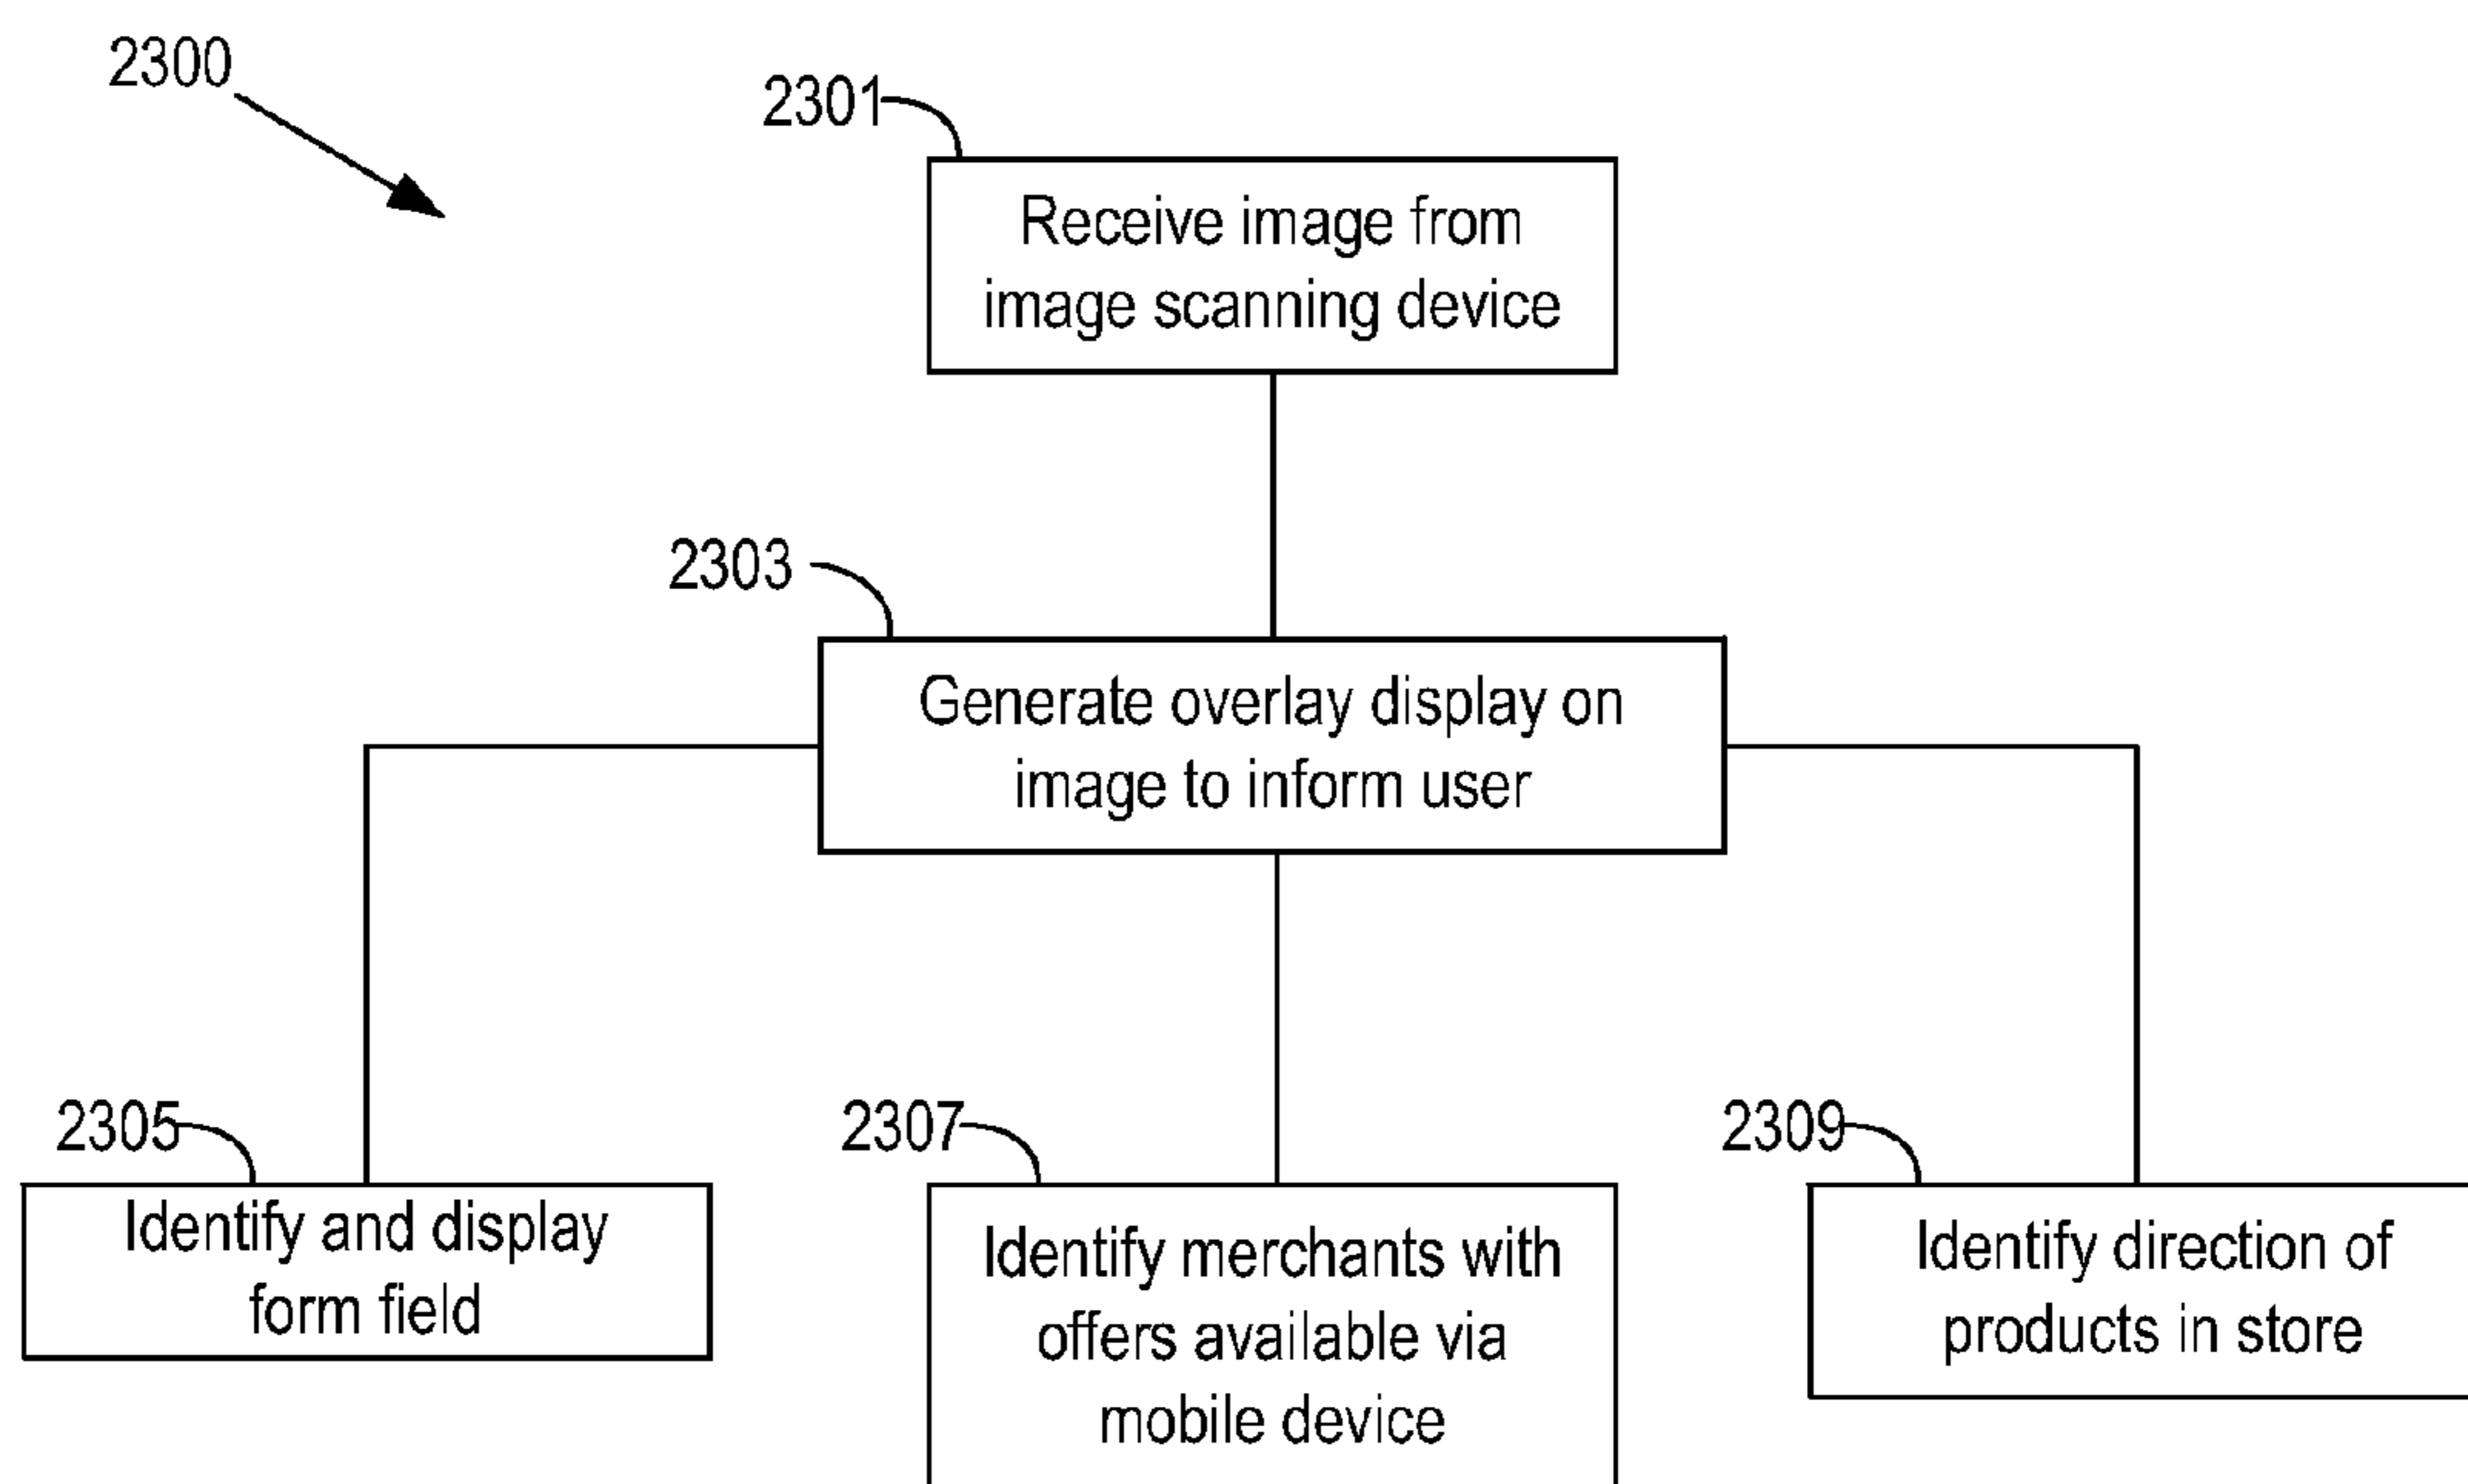 2300
2301
Receive image from
image scanning device
2303
Generate overlay display on
image to inform user
2305
Identify and display
form field
2307
Identify merchants with
offers available via
mobile device
2309
Identify direction of
products in store